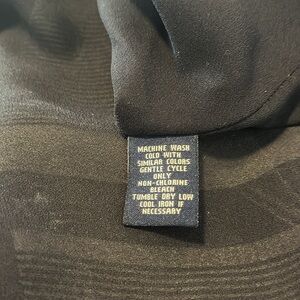 MACHINE WASH
COLD WITH
SIMILAR COLORS
GENTLE CYCLE
ONLY
NON-CHLORINE
BLEACH
TUMBLE DRY LOW
COOL IRON IF
NECESSARY